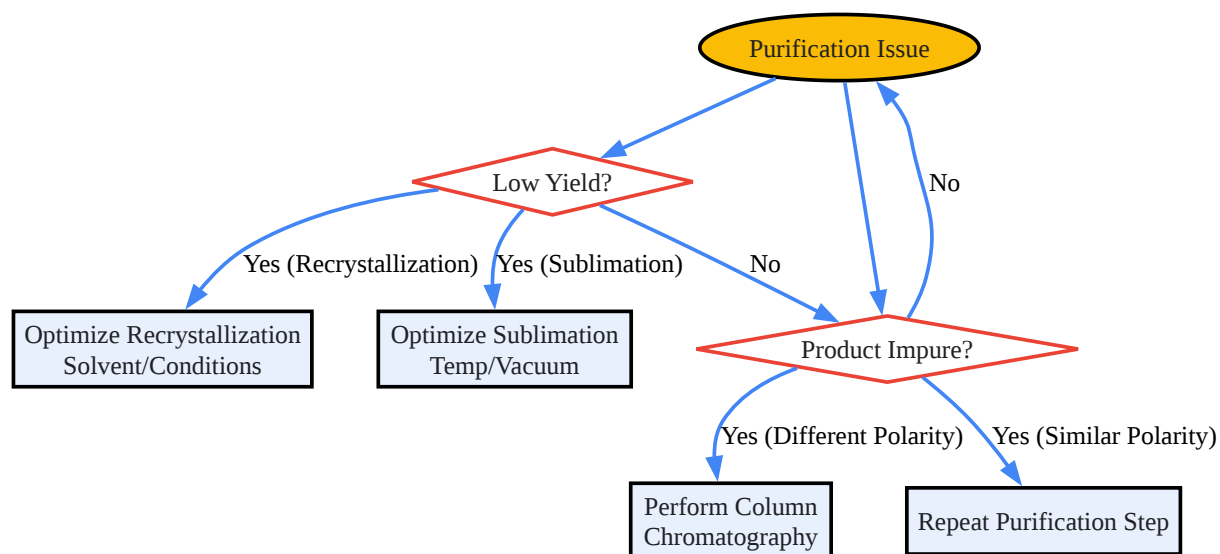 Purification Issue
No
Low Yield?
Yes (Recrystallization)
Yes (Sublimation)
No
Optimize Recrystallization
Solvent/Conditions
Optimize Sublimation
Temp/Vacuum
Product Impure?
Yes (Different Polarity)
Yes (Similar Polarity)
Perform Column
Chromatography
Repeat Purification Step